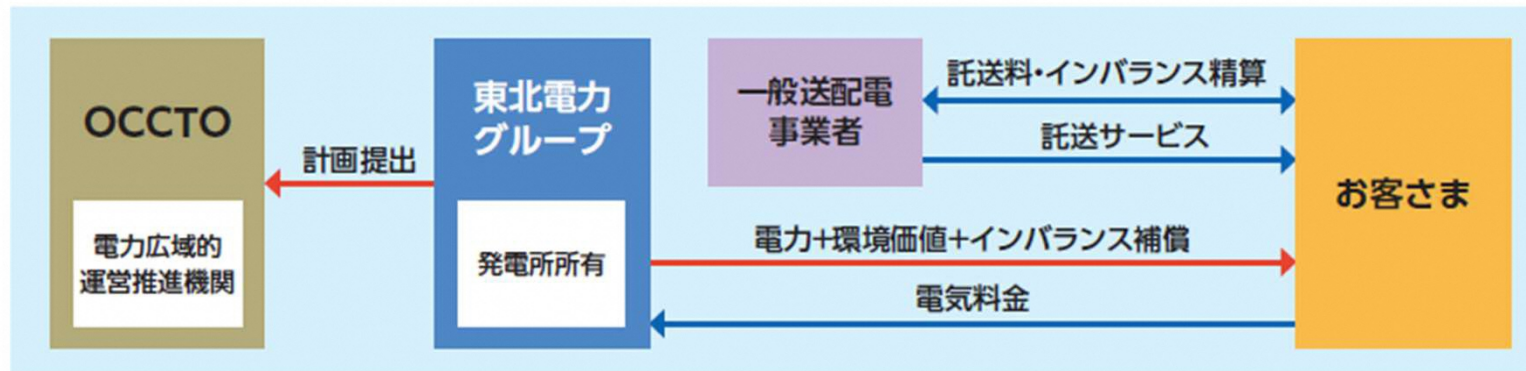 OCCTO
電力広域的
運営推進機関
計画提出
東北電力
グループ
発電所所有
一般送配電
事業者
託送料・インバランス精算
託送サービス
電力+環境価値+インバランス補償
電気料金
お客さま